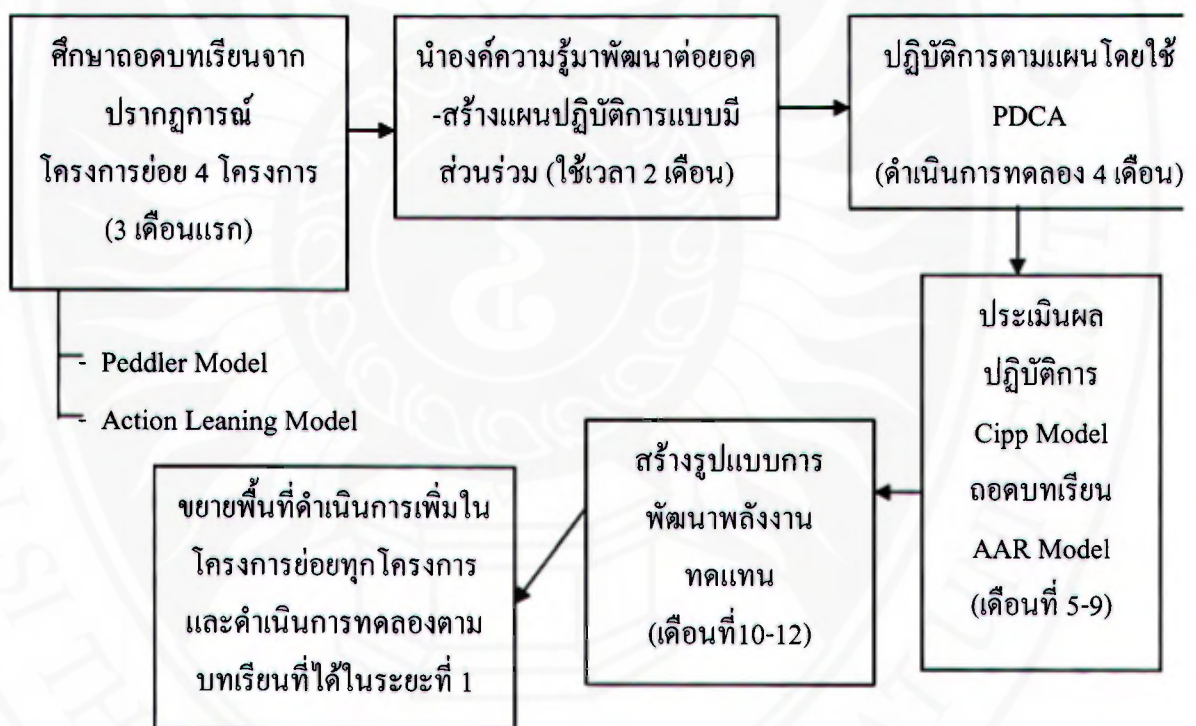 ศึกษาถอดบทเรียนจาก
ปรากฏการณ์
โครงการย่อย 4 โครงการ
(3 เดือนแรก)
- Peddler Model
- Action Leaning Model
นำองค์ความรู้มาพัฒนาต่อยอด
-สร้างแผนปฏิบัติการแบบมี
ส่วนร่วม (ใช้เวลา 2 เดือน)
ปฏิบัติการตามแผนโดยใช้
PDCA
(ดำเนินการทดลอง 4 เดือน)
ประเมินผล
ปฏิบัติการ
Cipp Model
ถอดบทเรียน
AAR Model
(เดือนที่ 5-9)
สร้างรูปแบบการ
พัฒนาพลังงาน
ทดแทน
(เดือนที่10-12)
ขยายพื้นที่ดำเนินการเพิ่มใน
โครงการย่อยทุกโครงการ
และดำเนินการทดลองตาม
บทเรียนที่ได้ในระยะที่ 1